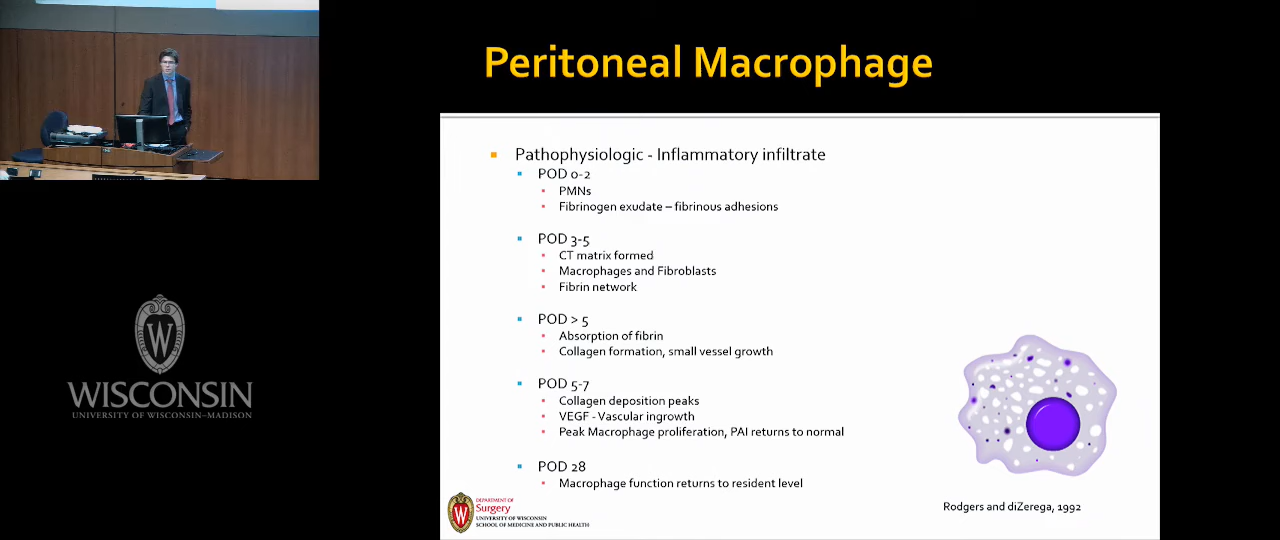 Peritoneal Macrophage
Pathophysiologic - Inflammatory infiltrate
POD 0-2
PMNs
Fibrinogen exudate – fibrinous adhesions
POD 3-5
CT matrix formed
Macrophages and Fibroblasts
Fibrin network
POD > 5
Absorption of fibrin
Collagen formation, small vessel growth
POD 5-7
Collagen deposition peaks
VEGF - Vascular ingrowth
Peak Macrophage proliferation, PAI returns to normal
POD 28
Macrophage function returns to resident level
Rodgers and diZerega, 1992
DEPARTMENT OF
Surgery
UNIVERSITY OF WISCONSIN
SCHOOL OF MEDICINE AND PUBLIC HEALTH
W
WISCONSIN
UNIVERSITY OF WISCONSIN–MADISON